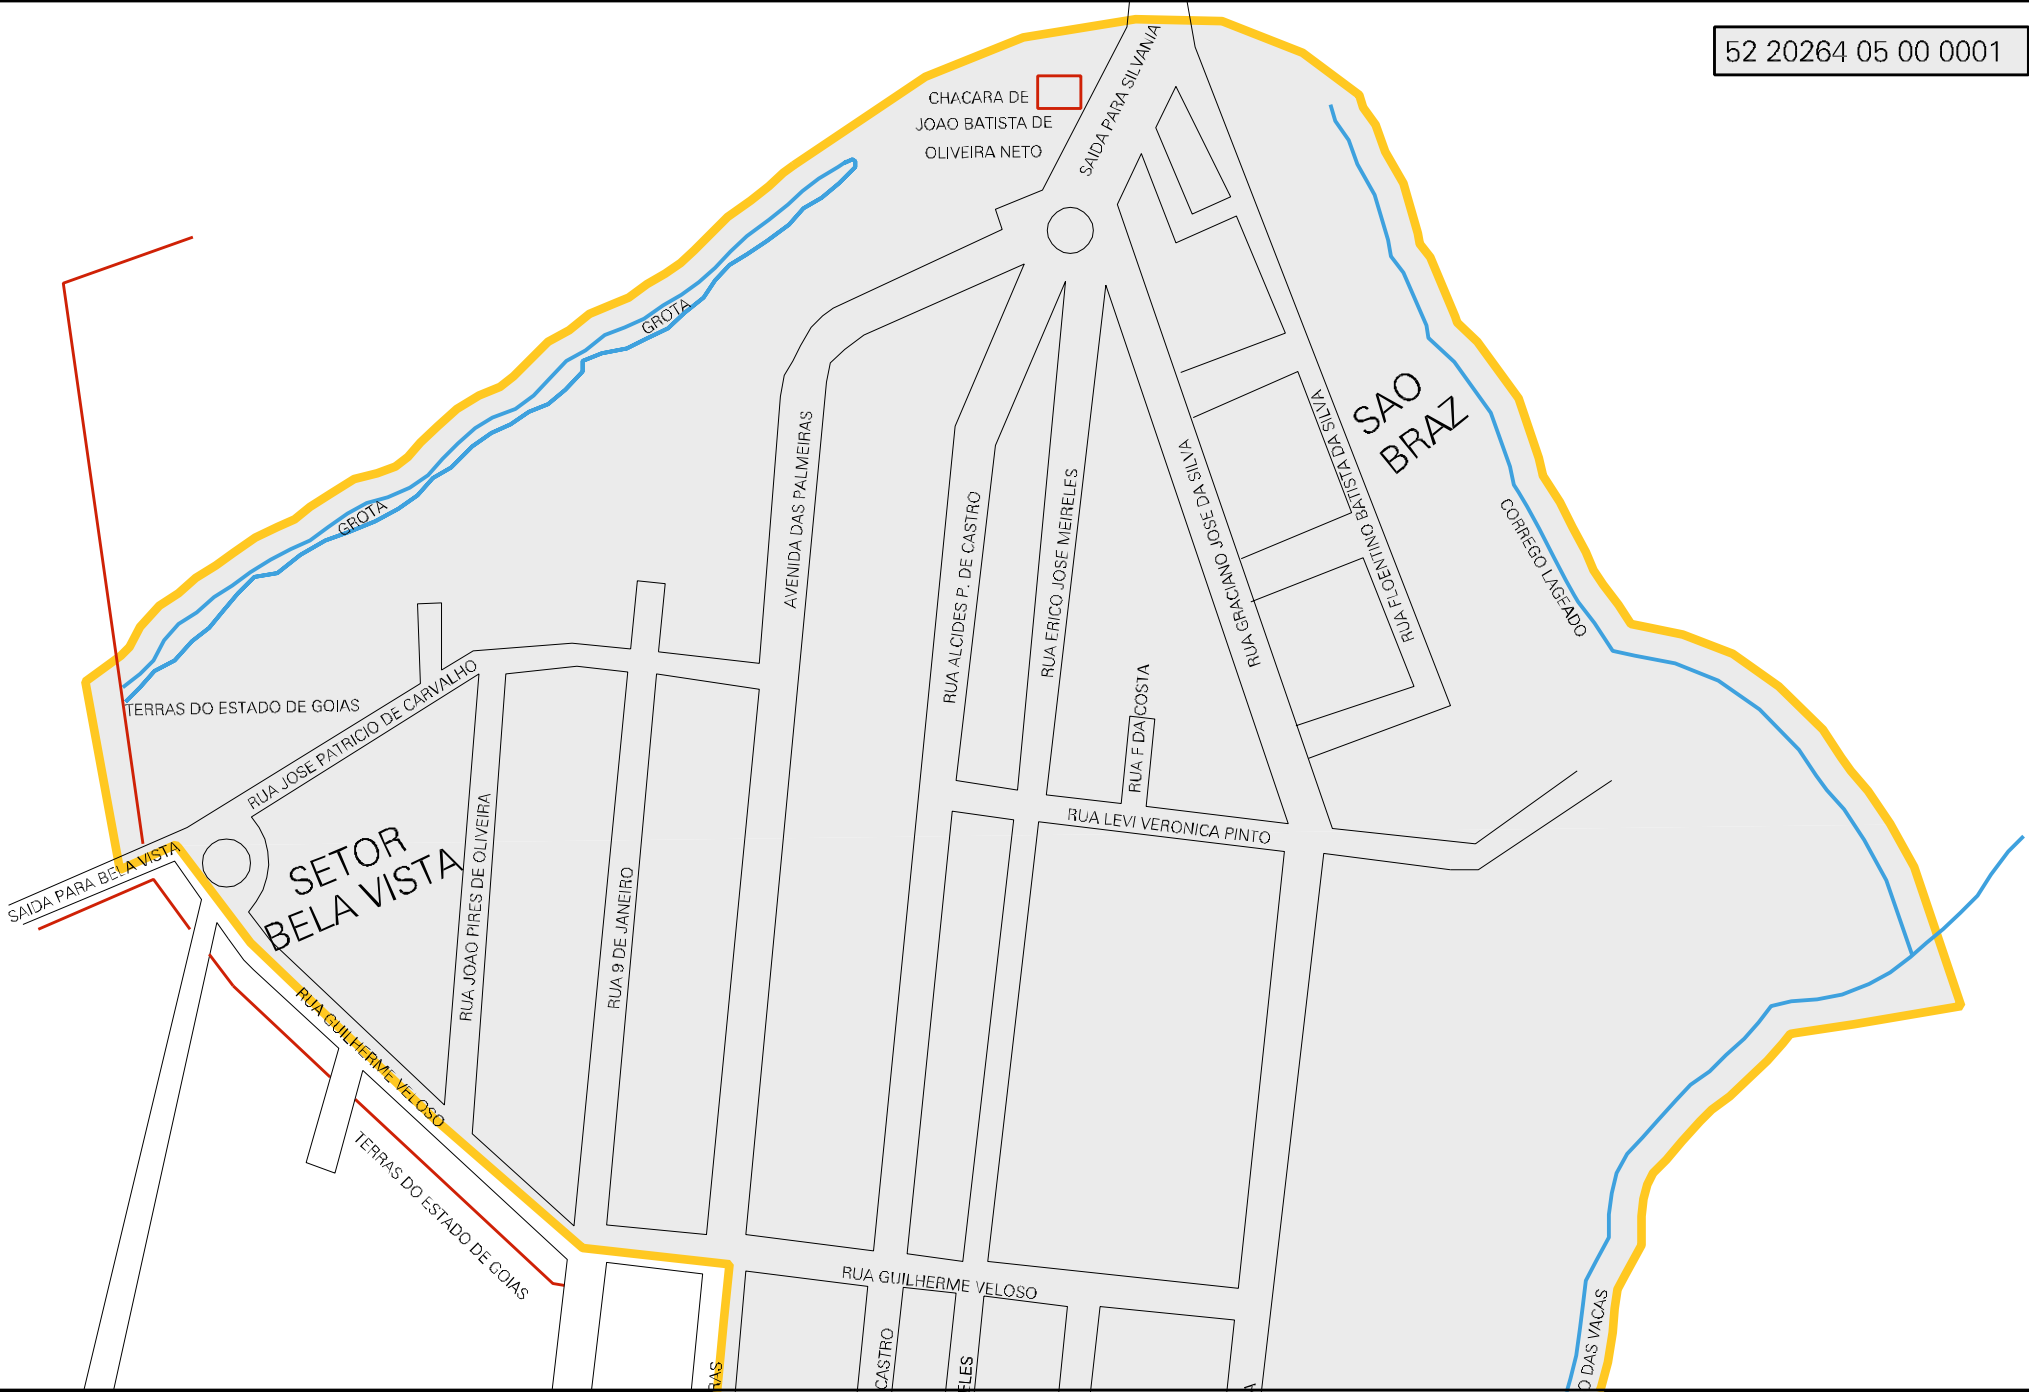 52 20264 05 00 0001
SAIDA PARA SILVANIA
CHACARA DE
JOAO BATISTA DE
OLIVEIRA NETO
GROTA
GROTA
SAO
BRAZ
AVENIDA DAS PALMEIRAS
RUA ALCIDES P. DE CASTRO
RUA ERICO JOSE MEIRELES
RUA GRACIANO JOSE DA SILVA
RUA FLOENTINO BATISTA DA SILVA
CORREGO LAGEADO
TERRAS DO ESTADO DE GOIAS
RUA JOSE PATRICIO DE CARVALHO
RUA F DA COSTA
RUA LEVI VERONICA PINTO
SAIDA PARA BELA VISTA
SETOR
BELA VISTA
RUA JOAO PIRES DE OLIVEIRA
RUA 9 DE JANEIRO
RUA GUILHERME VELOSO
TERRAS DO ESTADO DE GOIAS
RUA GUILHERME VELOSO
RAS
CASTRO
ELES
A
O DAS VACAS